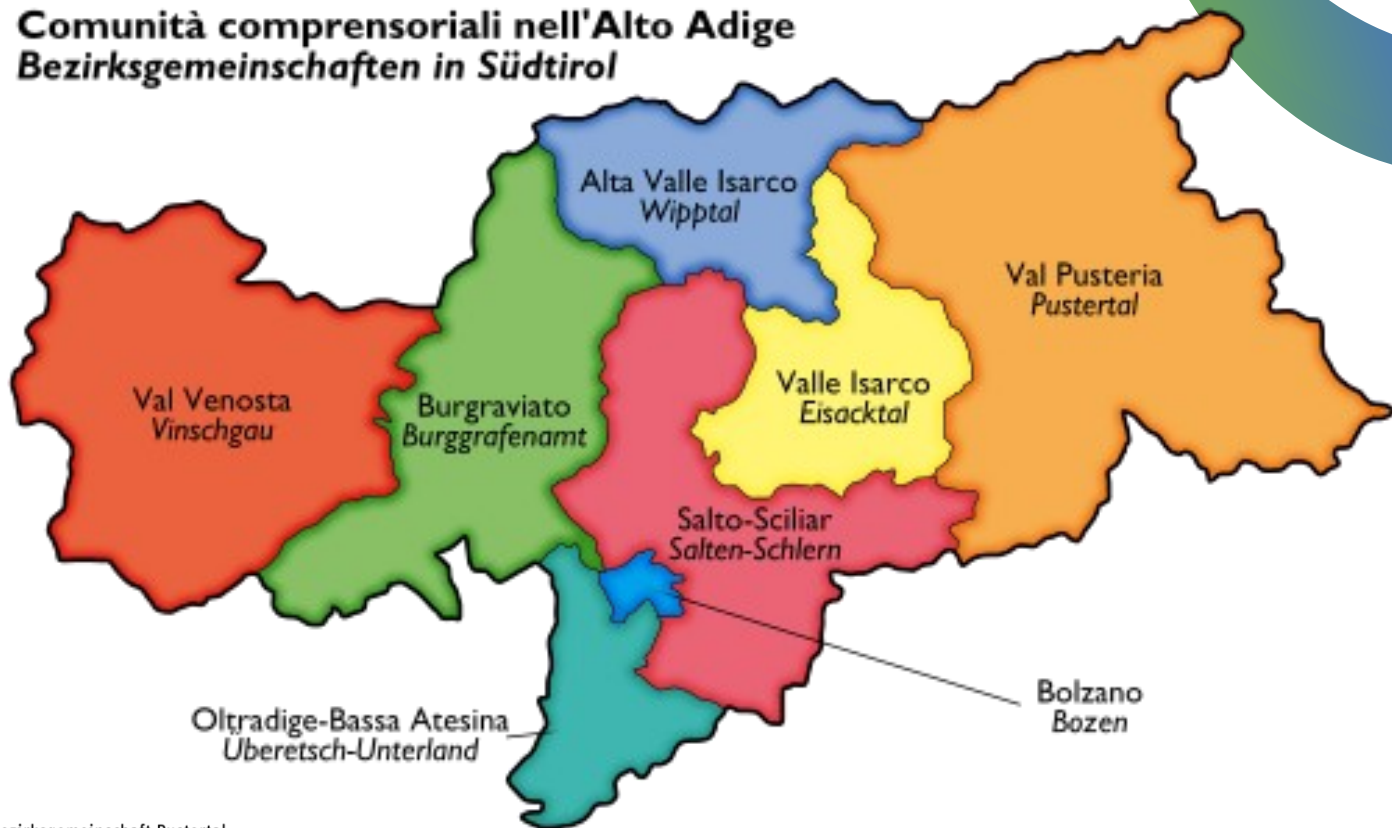 Comunità comprensoriali nell'Alto Adige
Bezirksgemeinschaften in Südtirol
Alta Valle Isarco
Wipptal
Val Pusteria
Pustertal
Valle Isarco
Eisacktal
Val Venosta
Vinschgau
Burgraviato
Burggrafenamt
Salto-Sciliar
Salten-Schlern
Bolzano
Bozen
Oltradige-Bassa Atesina
Überetsch-Unterland